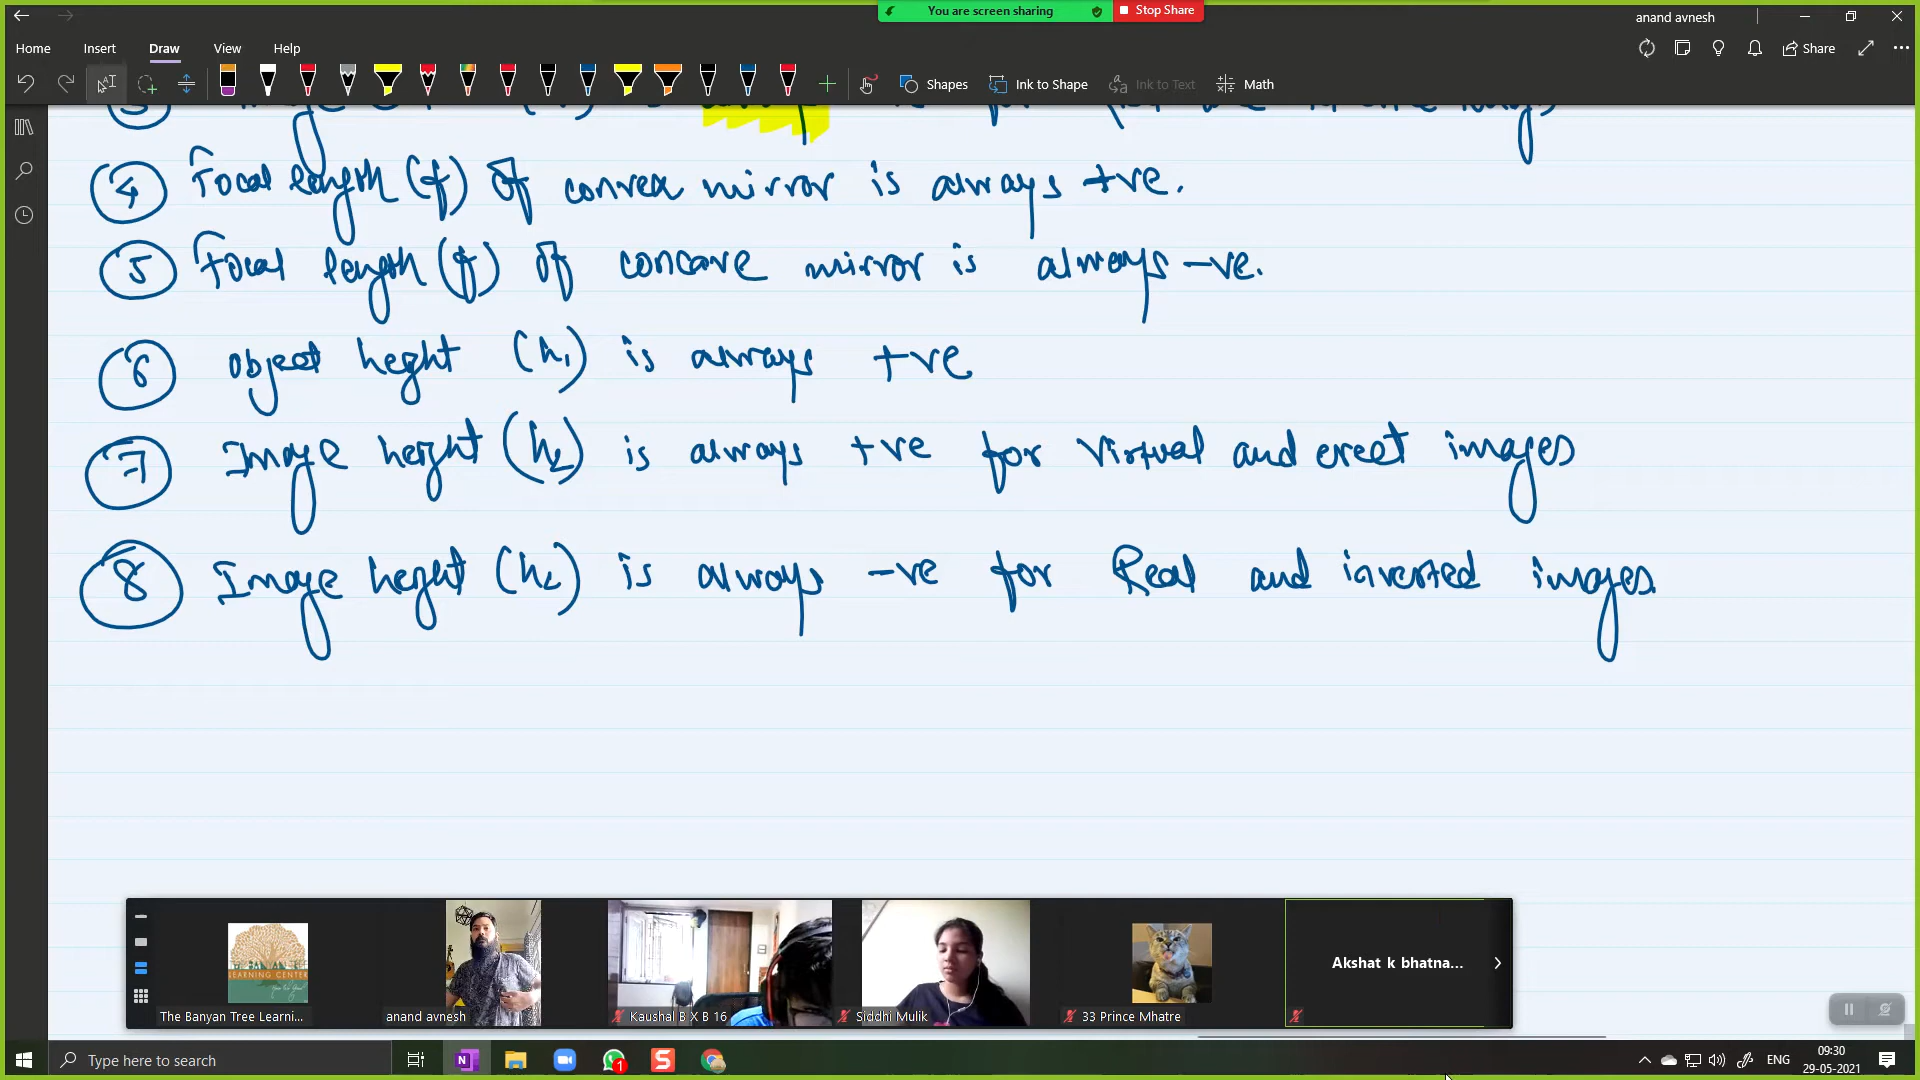 You are screen sharing
Stop Share
anand avnesh
Home Insert Draw View Help
Share
Shapes Ink to Shape Ink to Text Math
3
4 Focal length (f) of convex mirror is always +ve.
5 Focal length (f) of concave mirror is always -ve.
6 object heght (h1) is always +ve
7 Image height (h2) is always +ve for virtual and erect images
8 Image height (h2) is always -ve for Real and inverted images.
LEARNING CENTER
Akshat k bhatna...
The Banyan Tree Learni...
anand avnesh
Kaushal B X B 16
Siddhi Mulik
33 Prince Mhatre
Type here to search
N
S
1
ENG
09:30
29-05-2021